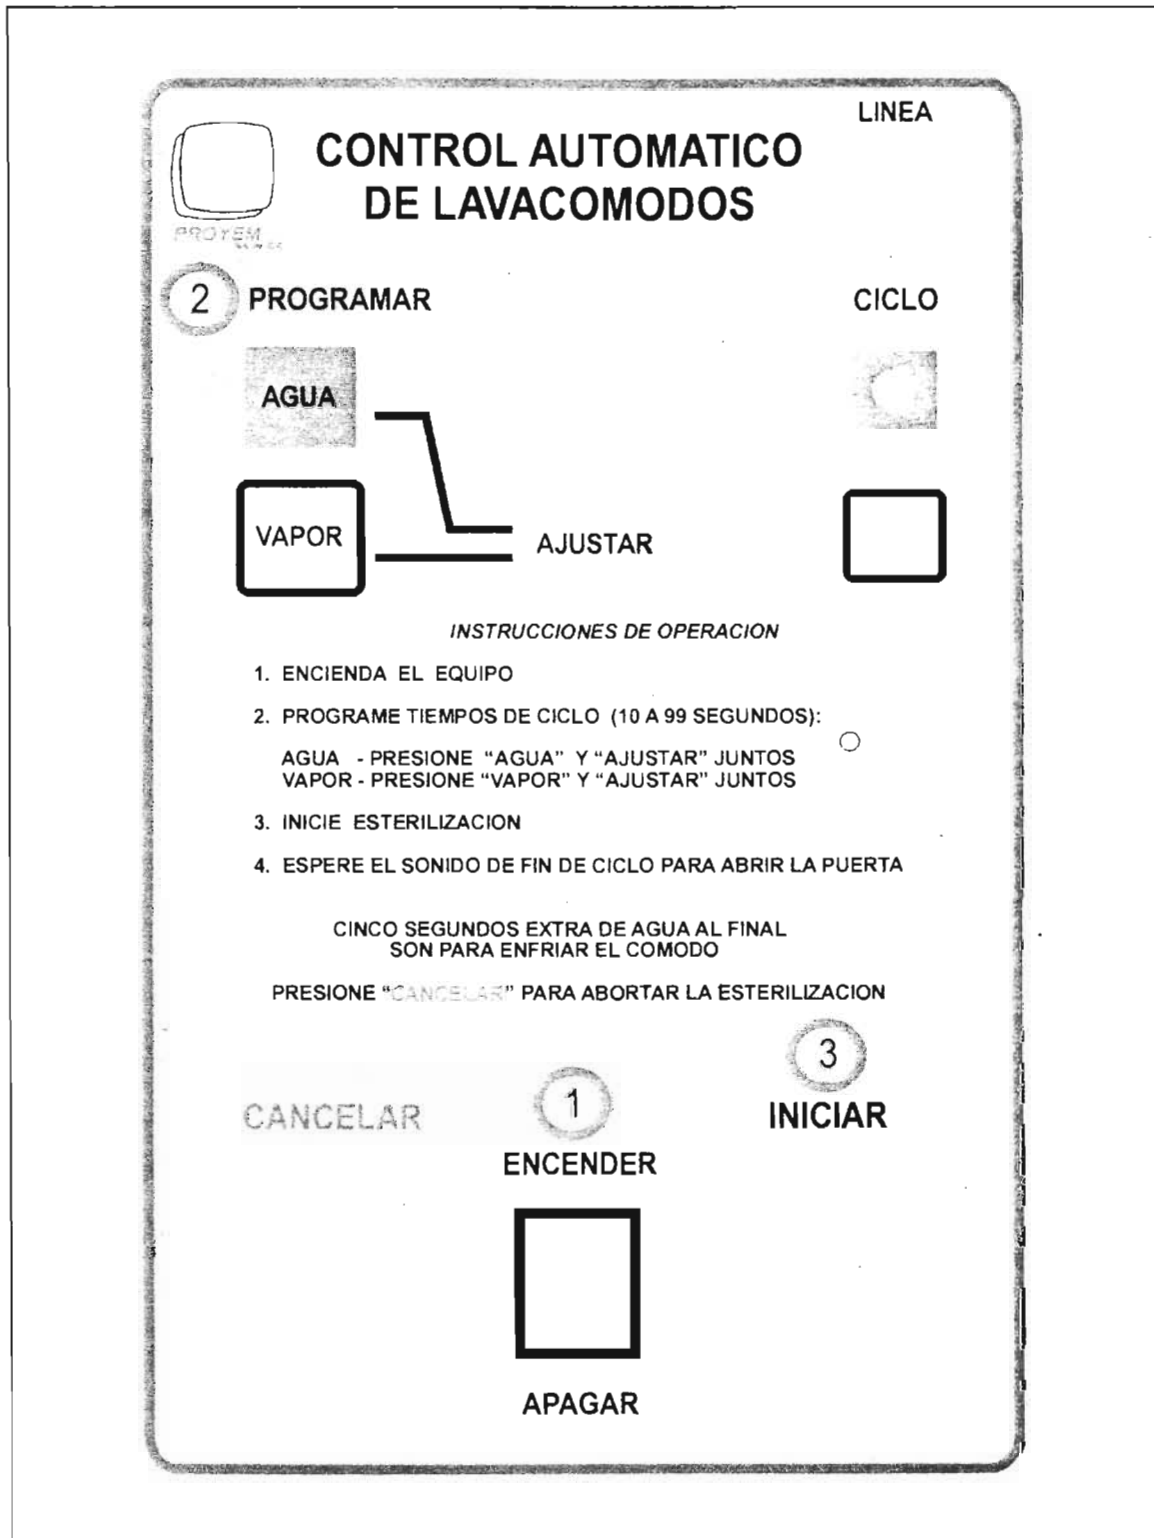 LINEA
CONTROL AUTOMATICO
DE LAVACOMODOS
PROYEM
2 PROGRAMAR
CICLO
AGUA
VAPOR
AJUSTAR
INSTRUCCIONES DE OPERACION
1. ENCIENDA EL EQUIPO
2. PROGRAME TIEMPOS DE CICLO (10 A 99 SEGUNDOS):
AGUA - PRESIONE “AGUA” Y “AJUSTAR” JUNTOS
VAPOR - PRESIONE “VAPOR” Y “AJUSTAR” JUNTOS
3. INICIE ESTERILIZACION
4. ESPERE EL SONIDO DE FIN DE CICLO PARA ABRIR LA PUERTA
CINCO SEGUNDOS EXTRA DE AGUA AL FINAL
SON PARA ENFRIAR EL COMODO
PRESIONE “CANCELAR” PARA ABORTAR LA ESTERILIZACION
3
CANCELAR
1
INICIAR
ENCENDER
APAGAR